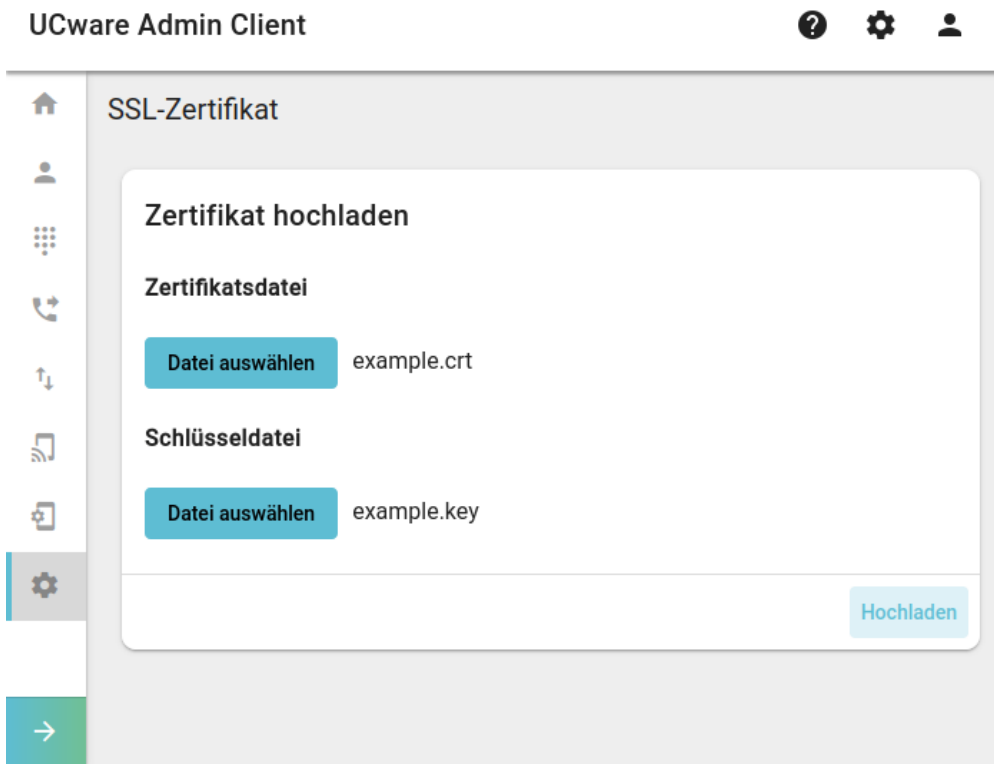 UCware Admin Client
SSL-Zertifikat
Zertifikat hochladen
Zertifikatsdatei
Datei auswählen example.crt
Schlüsseldatei
Datei auswählen example.key
Hochladen